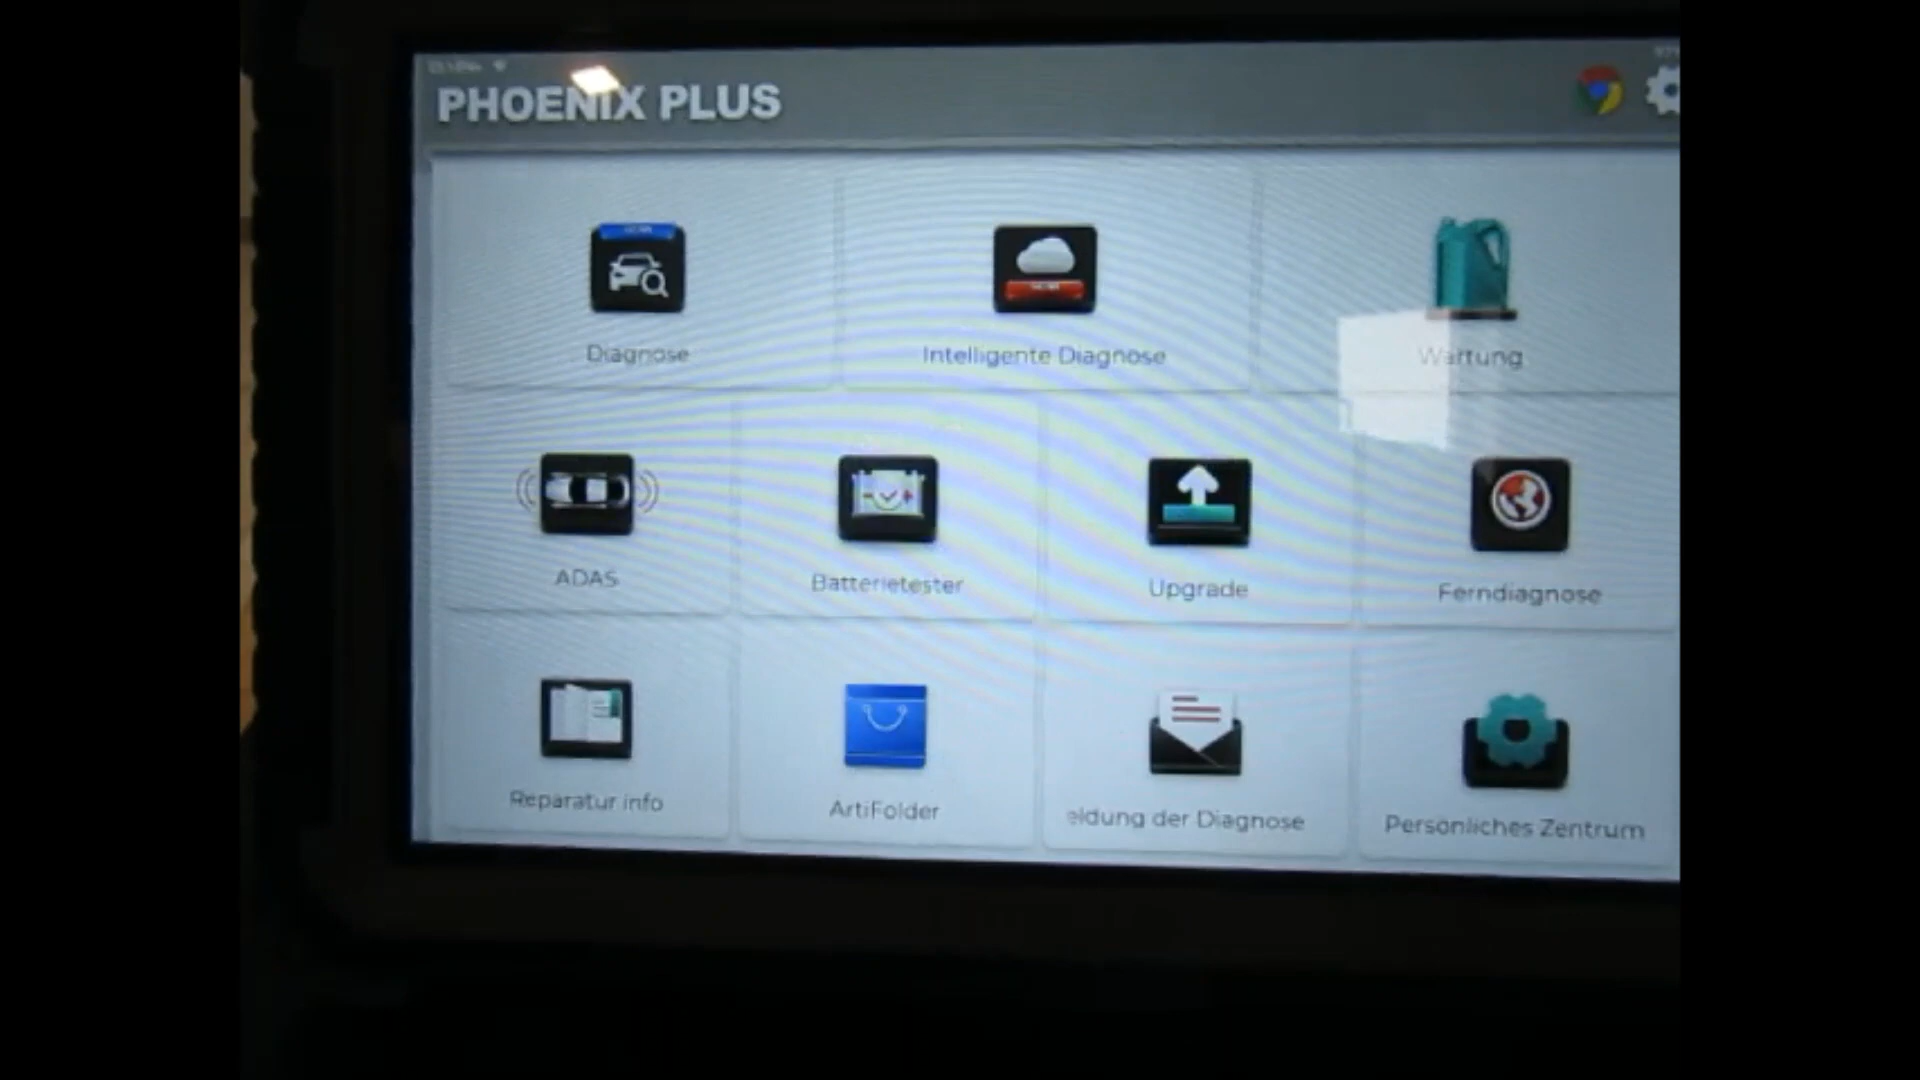 PHOENIX PLUS
Diagnose
Intelligente Diagnose
Wartung
ADAS
Batterietester
Upgrade
Ferndiagnose
Reparatur info
ArtiFolder
eldung der Diagnose
Persönliches Zentrum